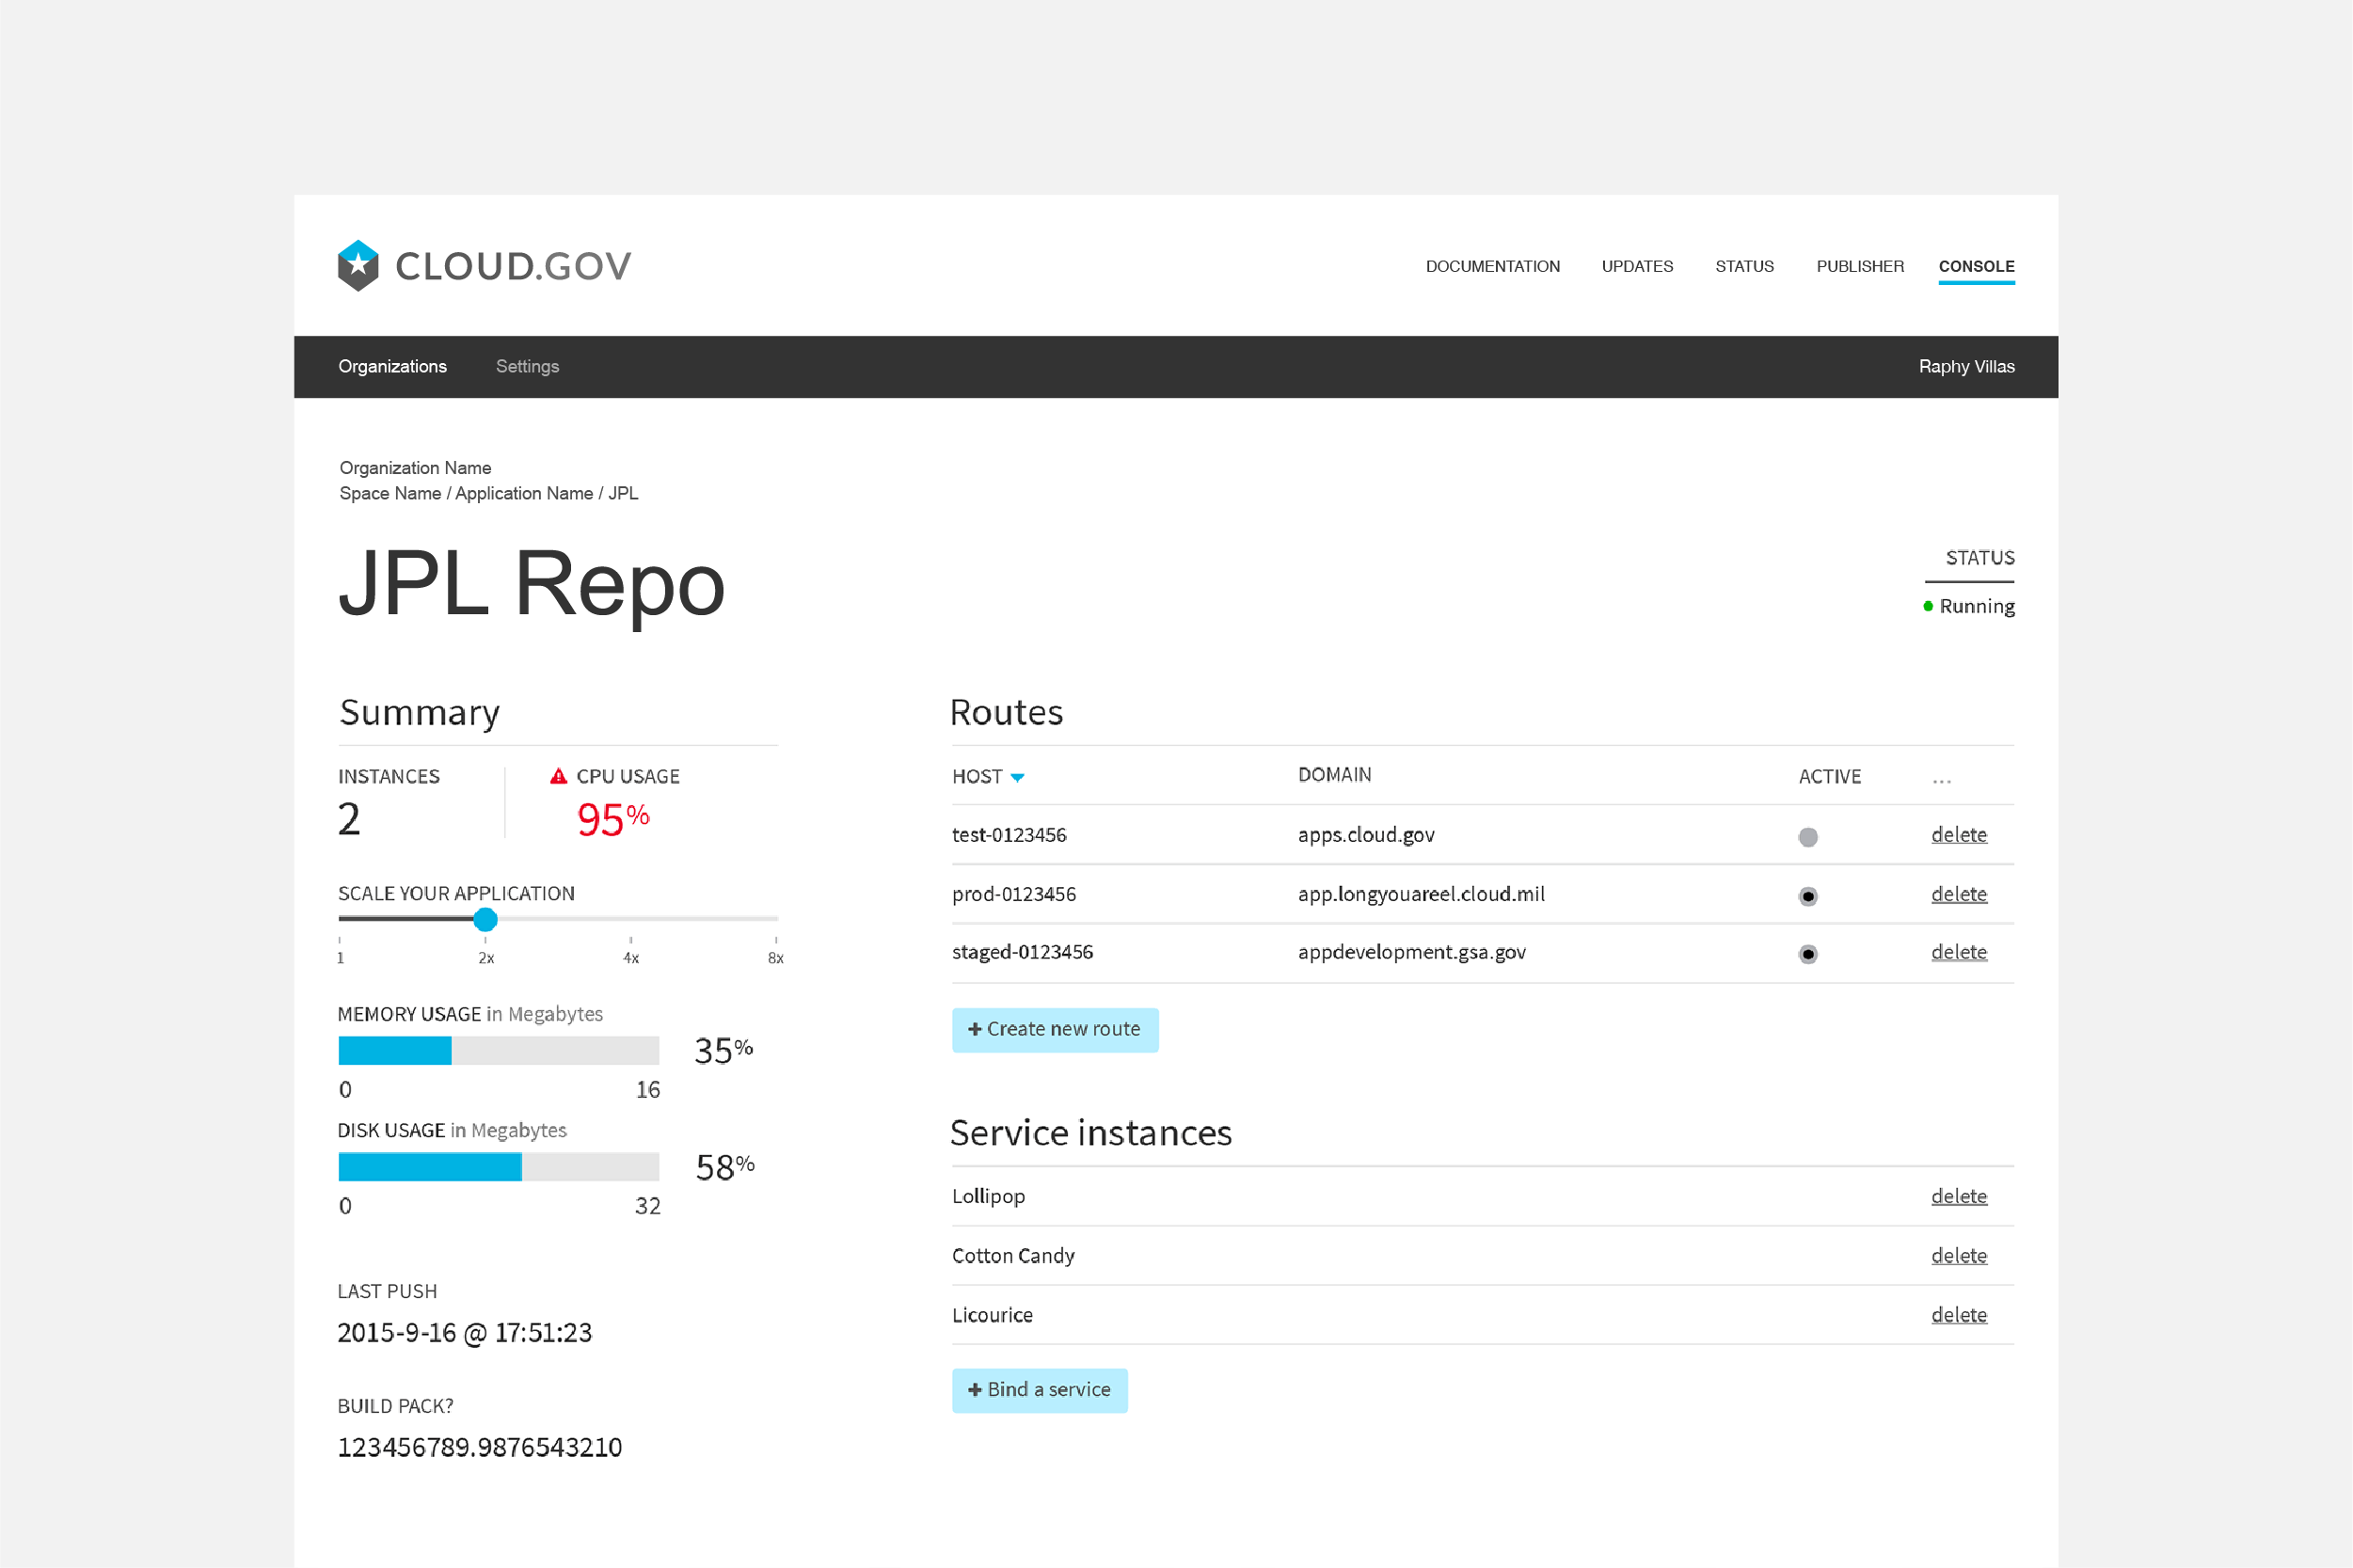 CLOUD.GOV
DOCUMENTATION UPDATES STATUS PUBLISHER CONSOLE
Organizations Settings Raphy Villas
Organization Name
Space Name / Application Name / JPL
JPL Repo
STATUS
Running
Summary
INSTANCES CPU USAGE
2 95%
SCALE YOUR APPLICATION
1 2x 4x 8x
MEMORY USAGE in Megabytes
35%
0 16
DISK USAGE in Megabytes
58%
0 32
LAST PUSH
2015-9-16 @ 17:51:23
BUILD PACK?
123456789.9876543210
Routes
HOST DOMAIN ACTIVE ...
test-0123456 apps.cloud.gov delete
prod-0123456 app.longyouareel.cloud.mil delete
staged-0123456 appdevelopment.gsa.gov delete
+ Create new route
Service instances
Lollipop delete
Cotton Candy delete
Licourice delete
+ Bind a service